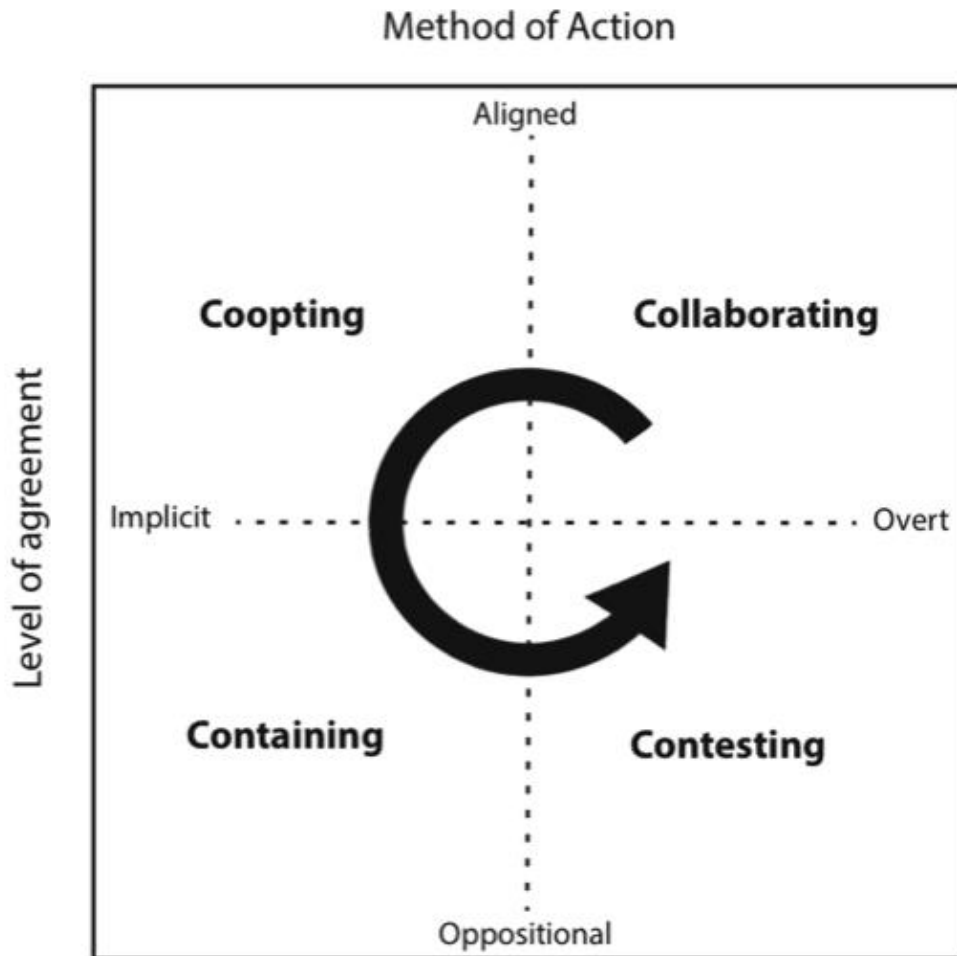 Method of Action
Aligned
Coopting
Collaborating
Level of agreement
Implicit
Overt
Containing
Contesting
Oppositional